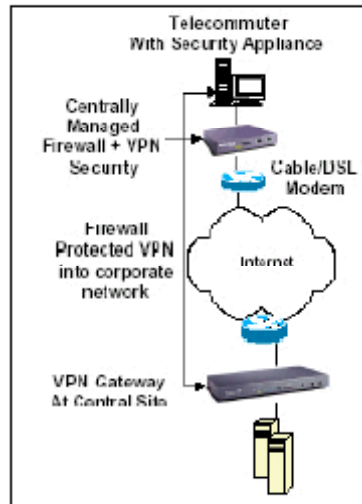 Telecommuter
With Security Appliance
Centrally
Managed
Firewall + VPN
Security
Cable/DSL
Modem
Firewall
Protected VPN
into corporate
network
Internet
VPN Gateway
At Central Site